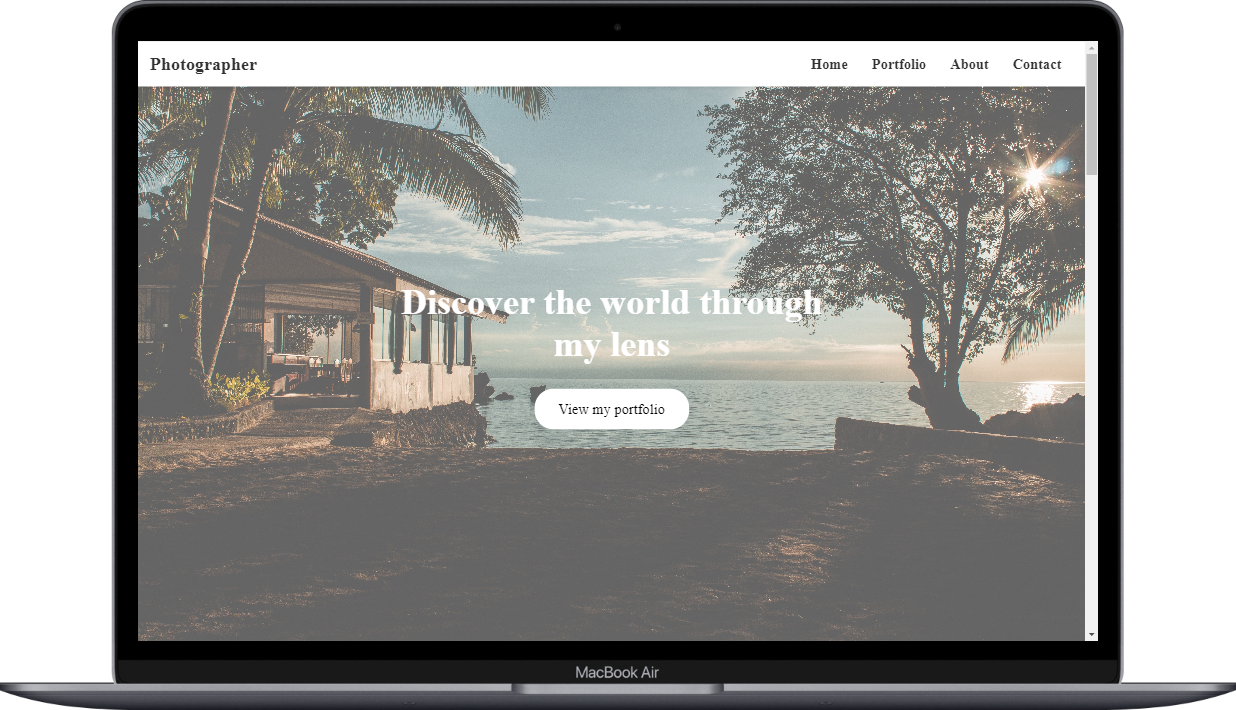 Photographer
Home Portfolio About Contact
Discover the world through
my lens
View my portfolio
MacBook Air